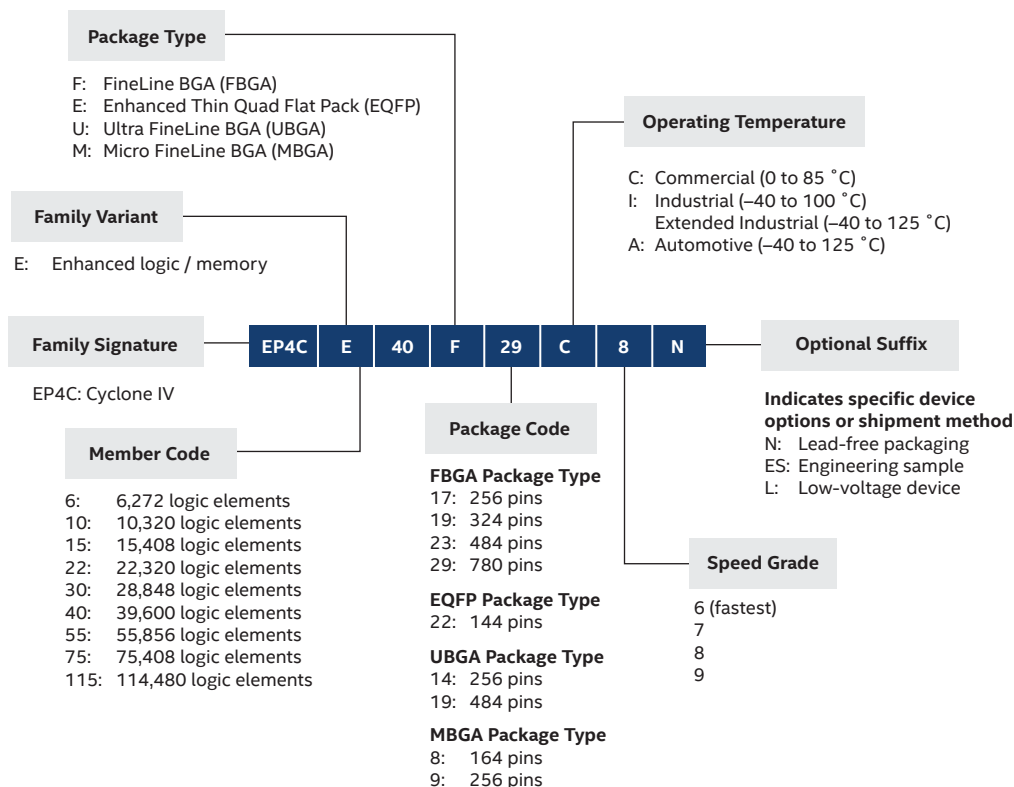 Package Type
F: FineLine BGA (FBGA)
E: Enhanced Thin Quad Flat Pack (EQFP)
U: Ultra FineLine BGA (UBGA)
M: Micro FineLine BGA (MBGA)
Operating Temperature
C: Commercial (0 to 85 ˚C)
I: Industrial (–40 to 100 ˚C)
Extended Industrial (–40 to 125 ˚C)
A: Automotive (–40 to 125 ˚C)
Family Variant
E: Enhanced logic / memory
Family Signature
EP4C: Cyclone IV
EP4C E 40 F 29 C 8 N
Optional Suffix
Indicates specific device
options or shipment method
N: Lead-free packaging
ES: Engineering sample
L: Low-voltage device
Member Code
6: 6,272 logic elements
10: 10,320 logic elements
15: 15,408 logic elements
22: 22,320 logic elements
30: 28,848 logic elements
40: 39,600 logic elements
55: 55,856 logic elements
75: 75,408 logic elements
115: 114,480 logic elements
Package Code
FBGA Package Type
17: 256 pins
19: 324 pins
23: 484 pins
29: 780 pins
EQFP Package Type
22: 144 pins
UBGA Package Type
14: 256 pins
19: 484 pins
MBGA Package Type
8: 164 pins
9: 256 pins
Speed Grade
6 (fastest)
7
8
9